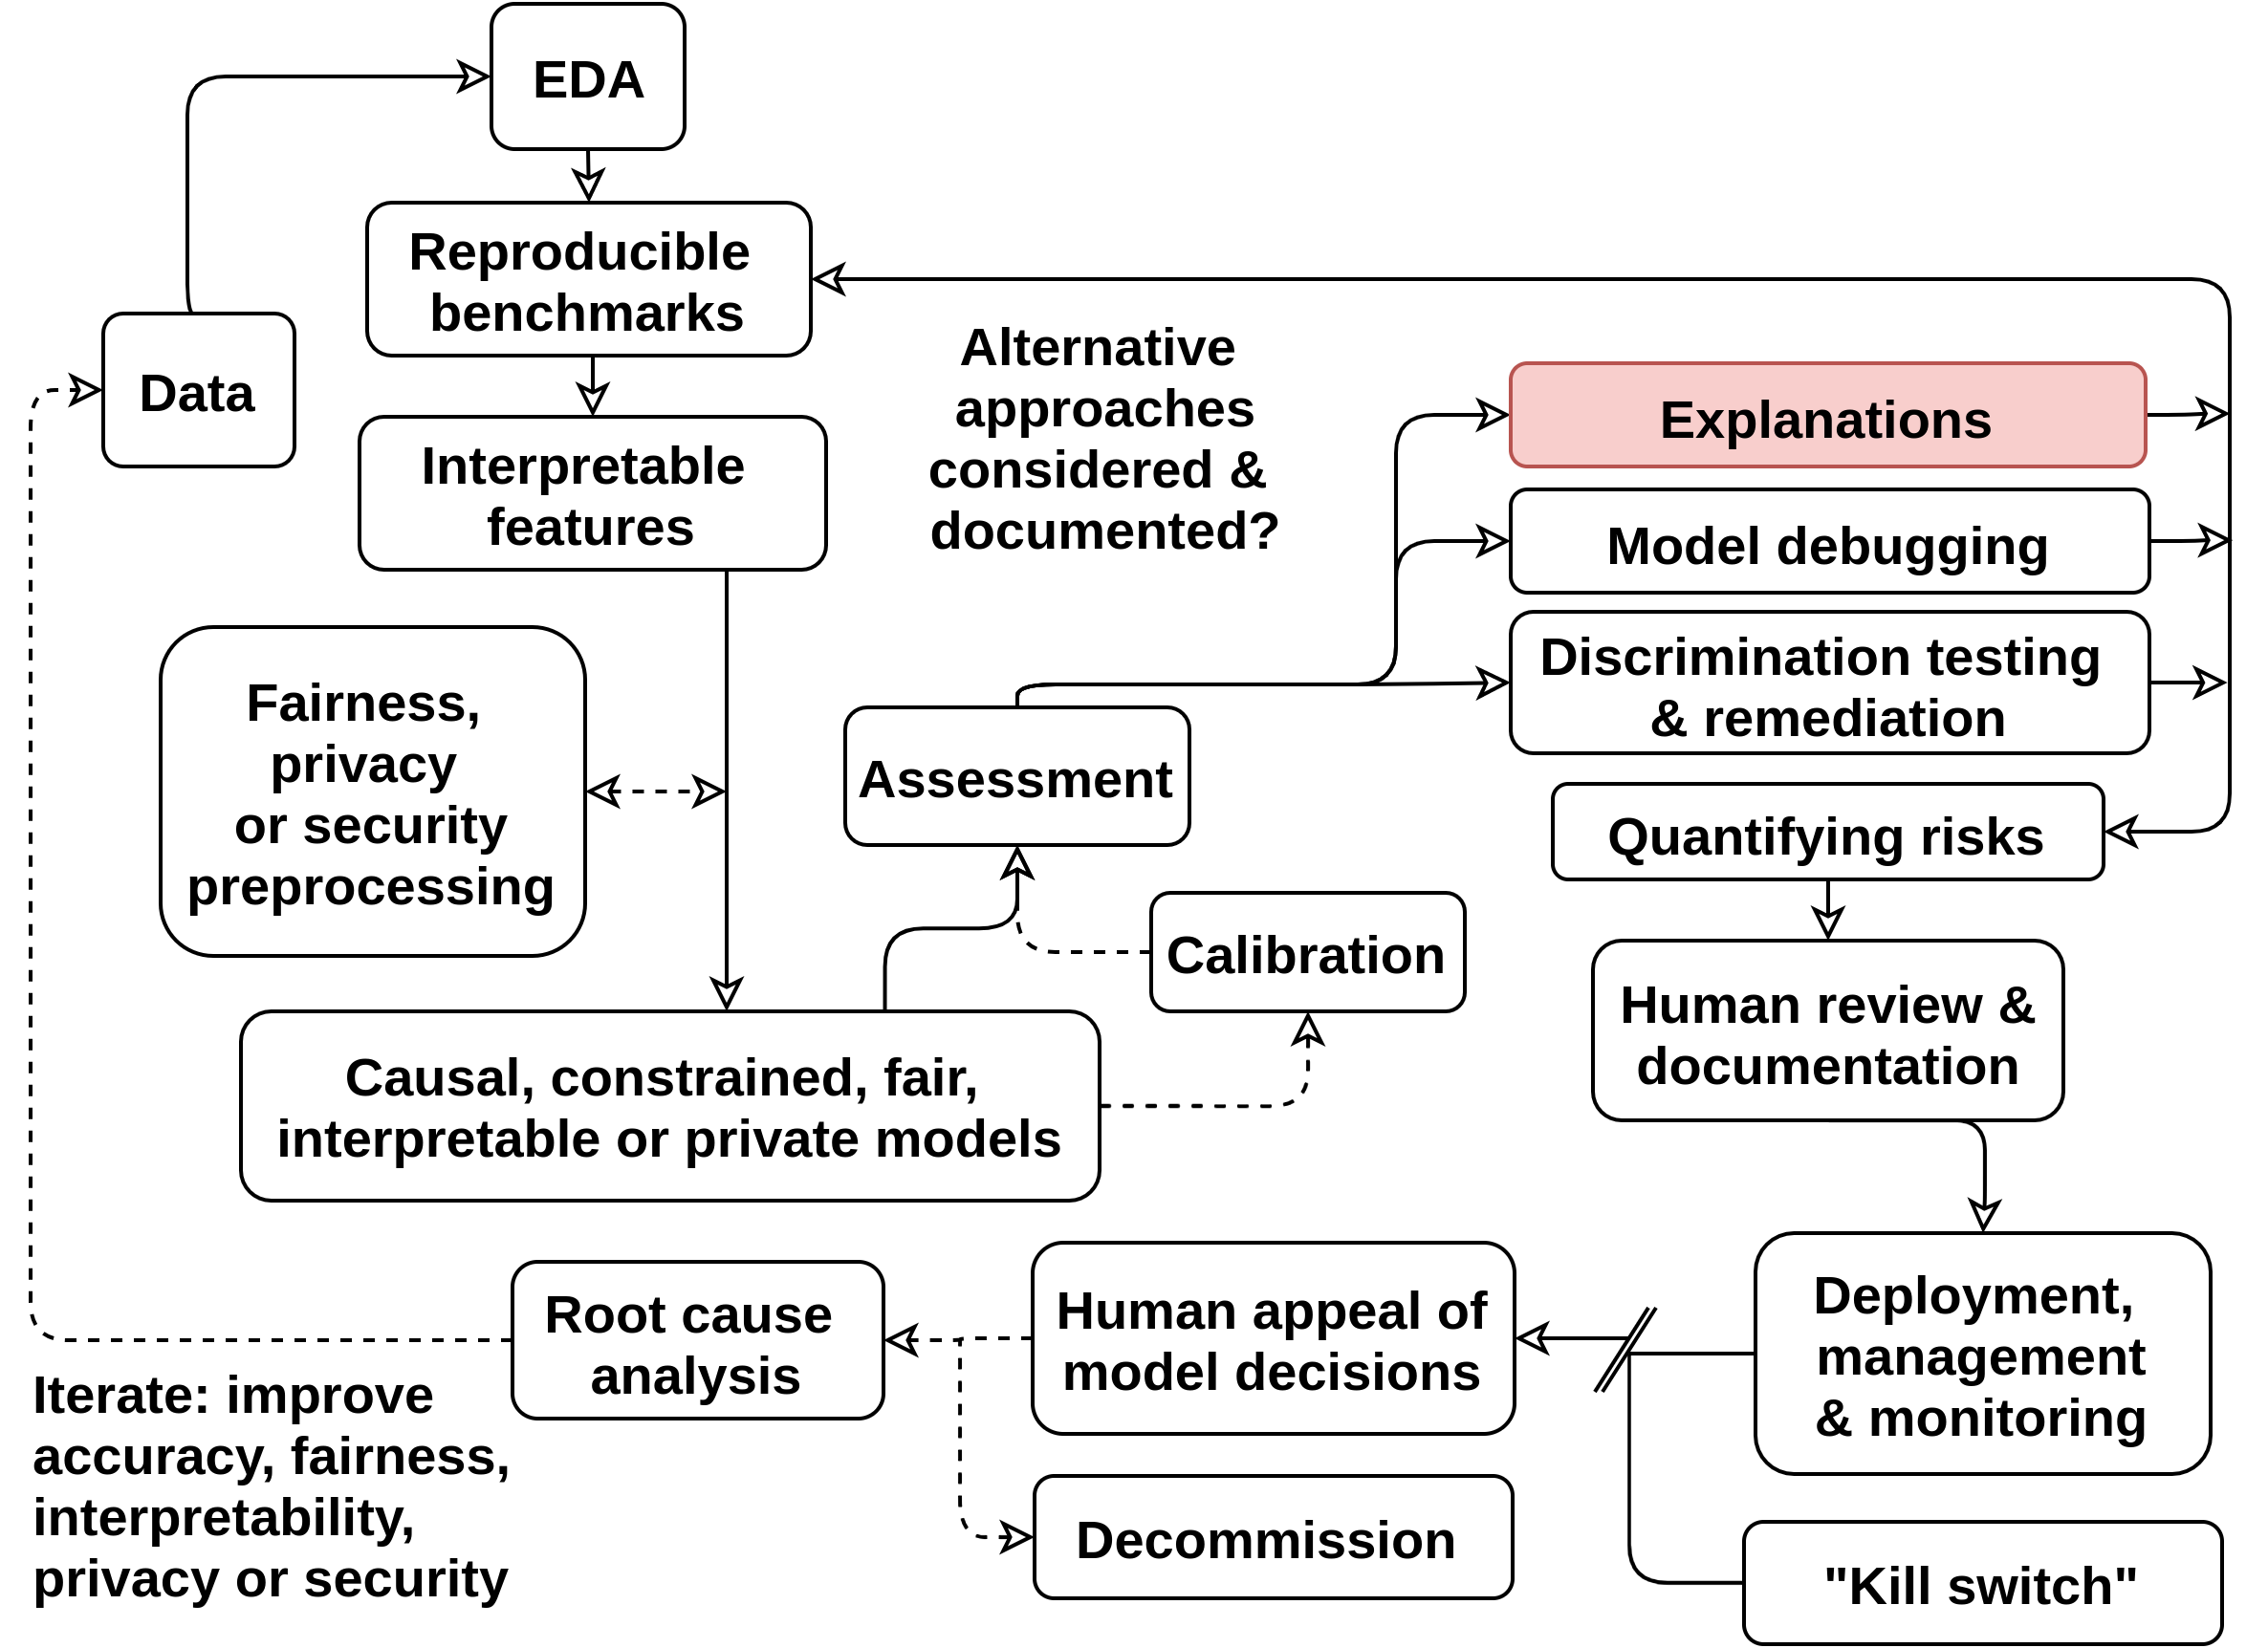 EDA
Reproducible
benchmarks
Data
Interpretable
features
Alternative
approaches
considered &
documented?
Explanations
Model debugging
Discrimination testing
& remediation
Fairness,
privacy
or security
preprocessing
Assessment
Quantifying risks
Calibration
Human review &
documentation
Causal, constrained, fair,
interpretable or private models
Root cause
analysis
Human appeal of
model decisions
Deployment,
management
& monitoring
Iterate: improve
accuracy, fairness,
interpretability,
privacy or security
Decommission
"Kill switch"